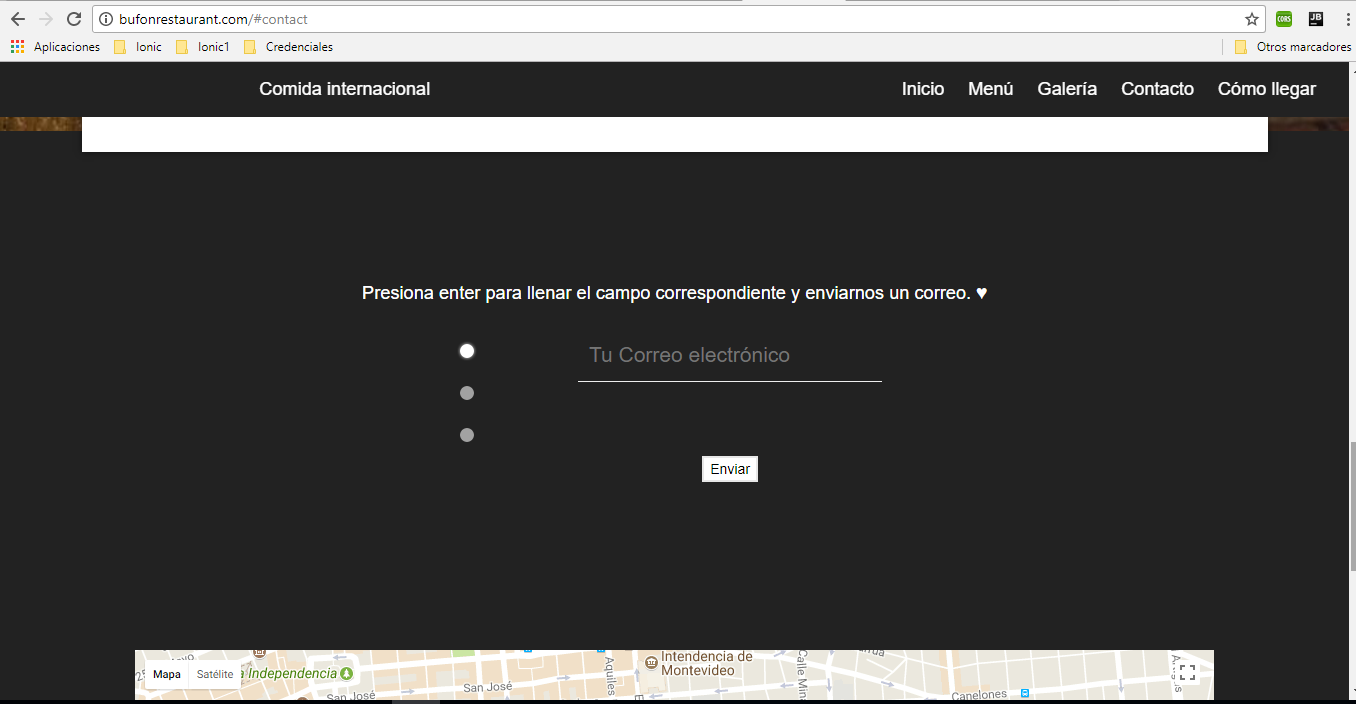 bufonrestaurant.com/#contact
CORS
JB
Aplicaciones Ionic Ionic1 Credenciales Otros marcadores
Comida internacional Inicio Menú Galería Contacto Cómo llegar
Presiona enter para llenar el campo correspondiente y enviarnos un correo. ♥
Tu Correo electrónico
Enviar
Mapa Satélite
Independencia
Intendencia de
Montevideo
San José
San José
Aquiles
Calle Mina
Canelones